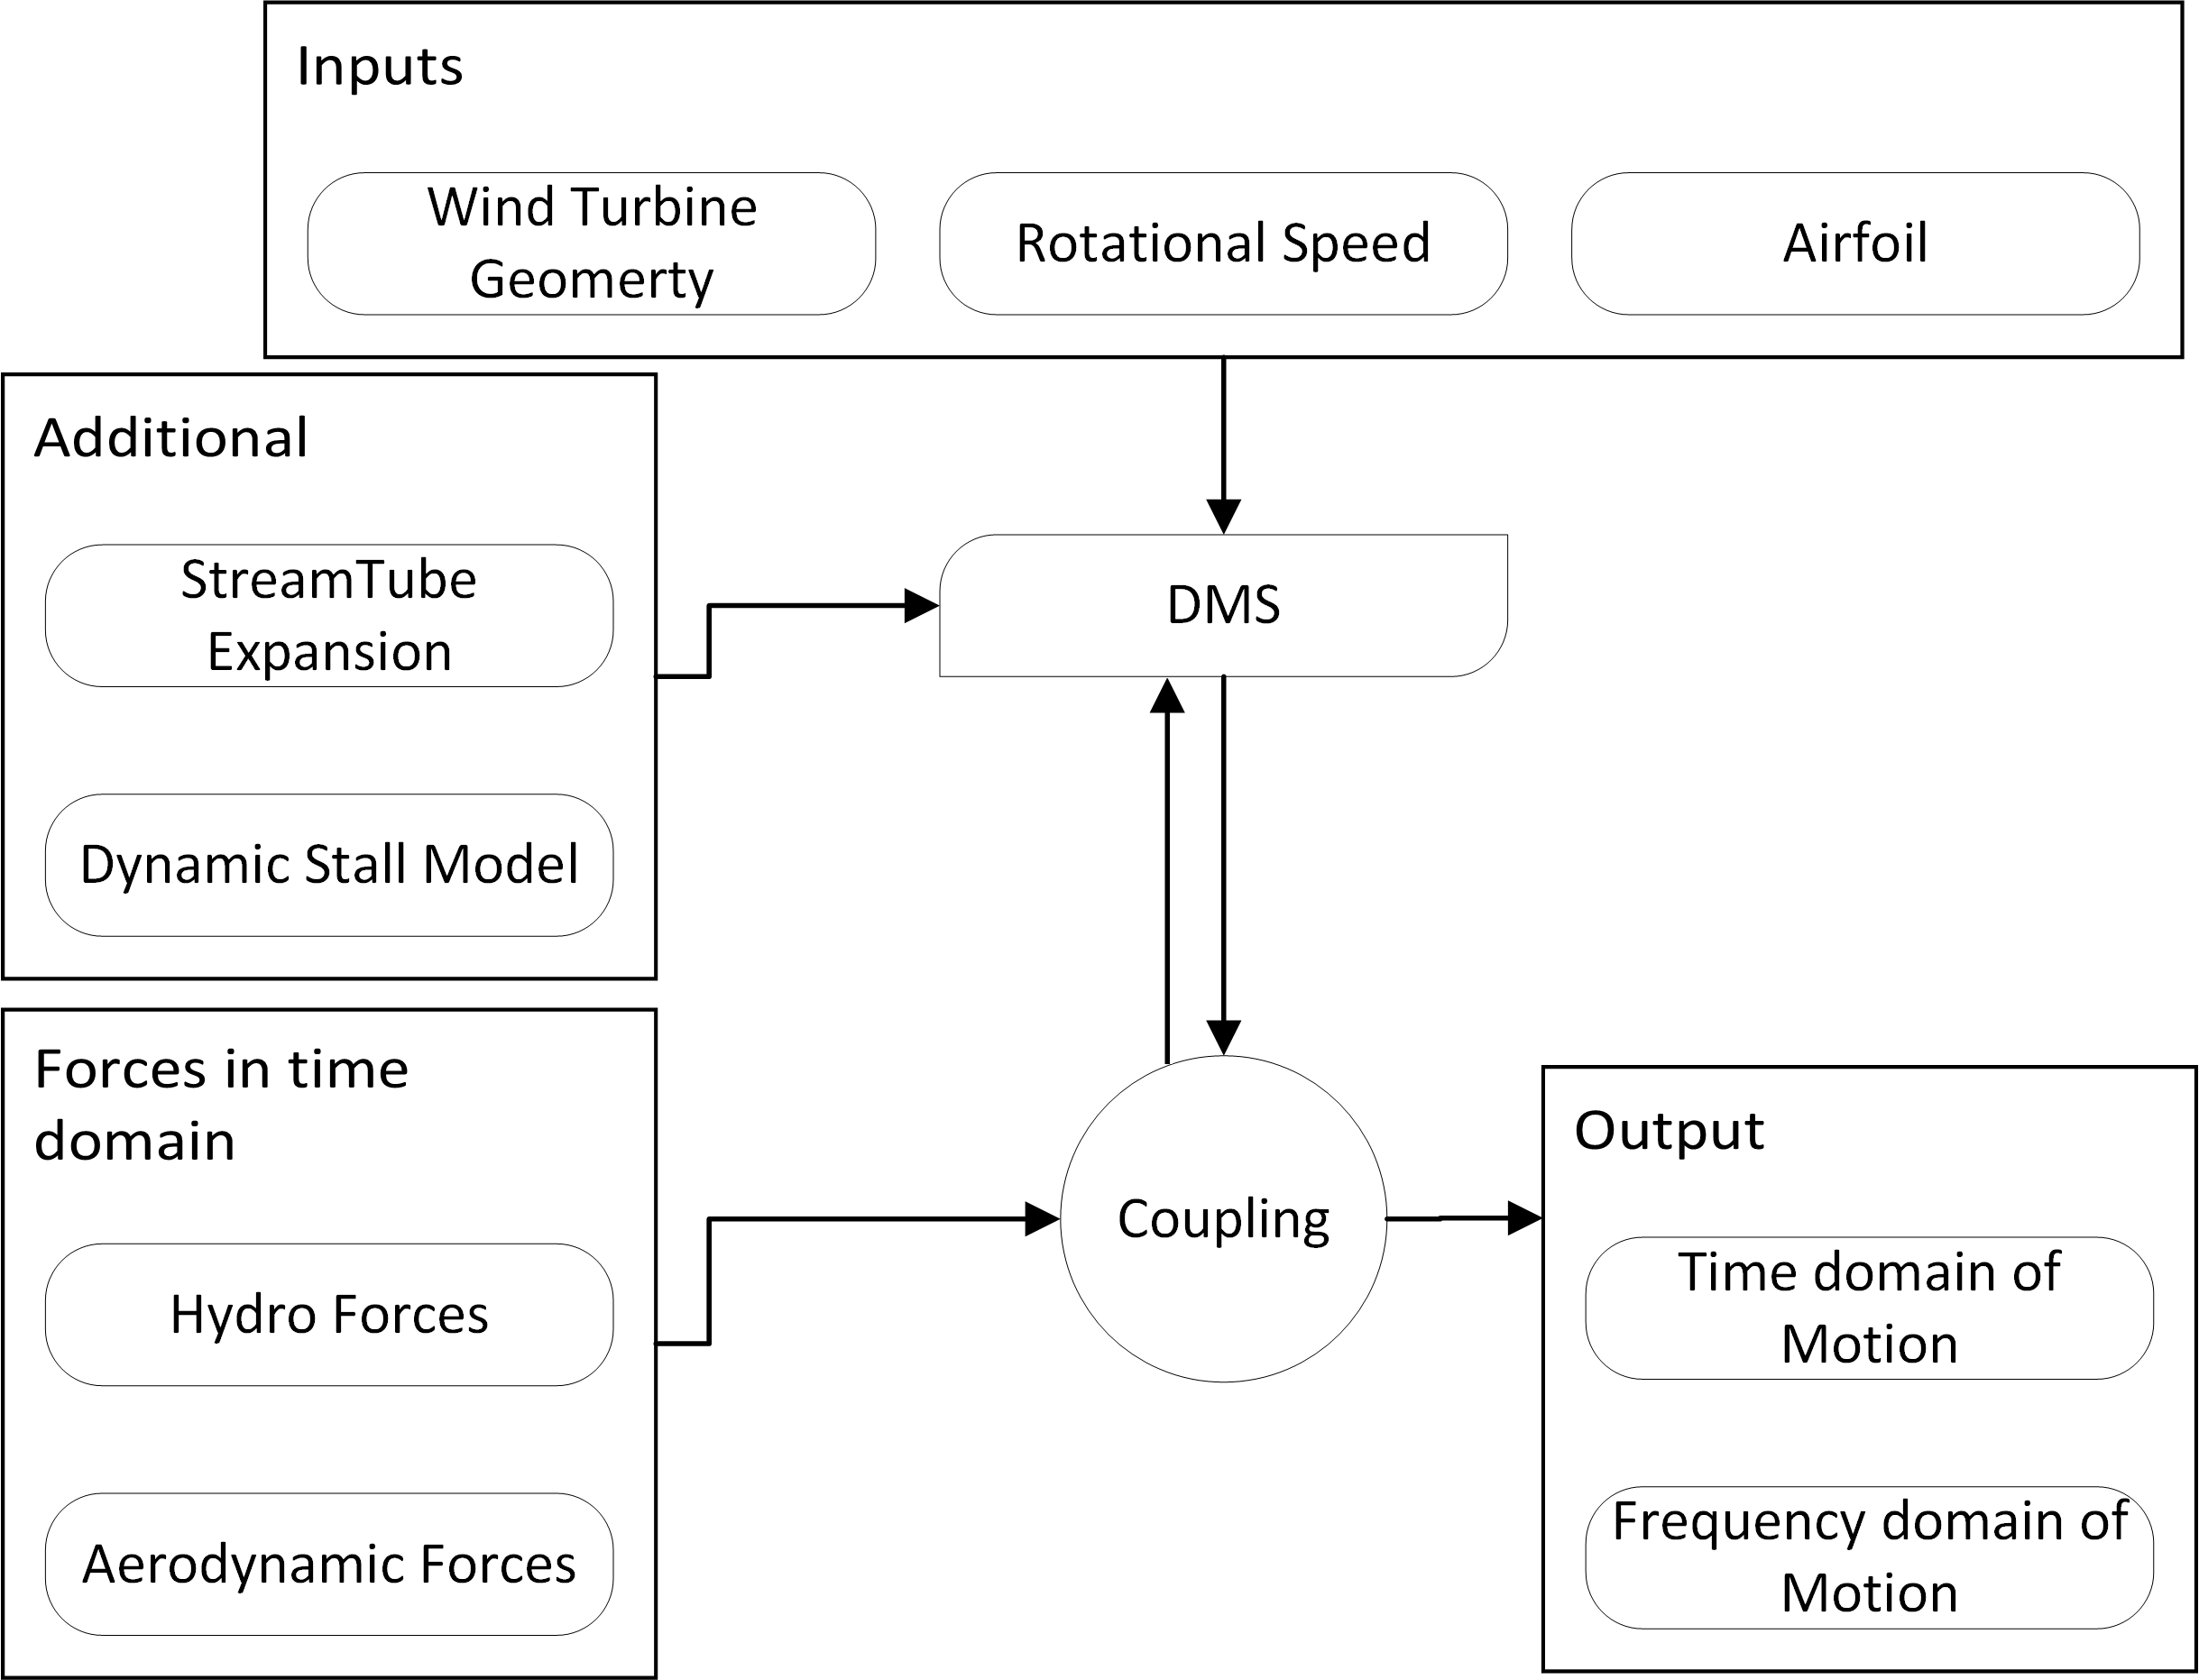 Inputs
Wind Turbine
Geomerty
Rotational Speed
Airfoil
Additional
StreamTube
Expansion
Dynamic Stall Model
DMS
Forces in time
domain
Hydro Forces
Aerodynamic Forces
Coupling
Output
Time domain of
Motion
Frequency domain of
Motion